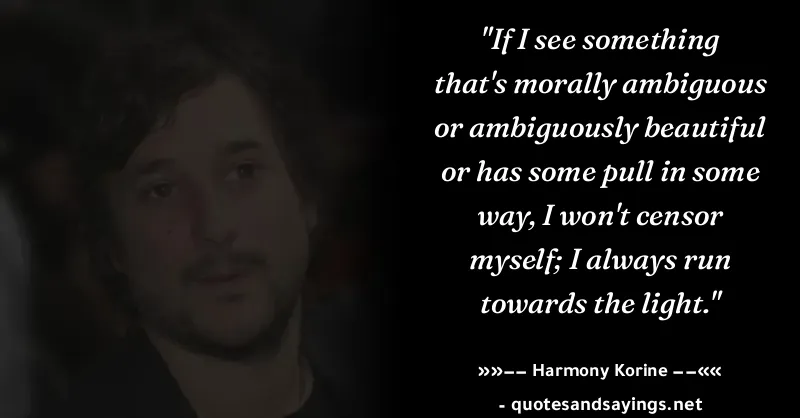 "If I see something
that's morally ambiguous
or ambiguously beautiful
or has some pull in some
way, I won't censor
myself; I always run
towards the light."
»»–– Harmony Korine ––««
- quotesandsayings.net